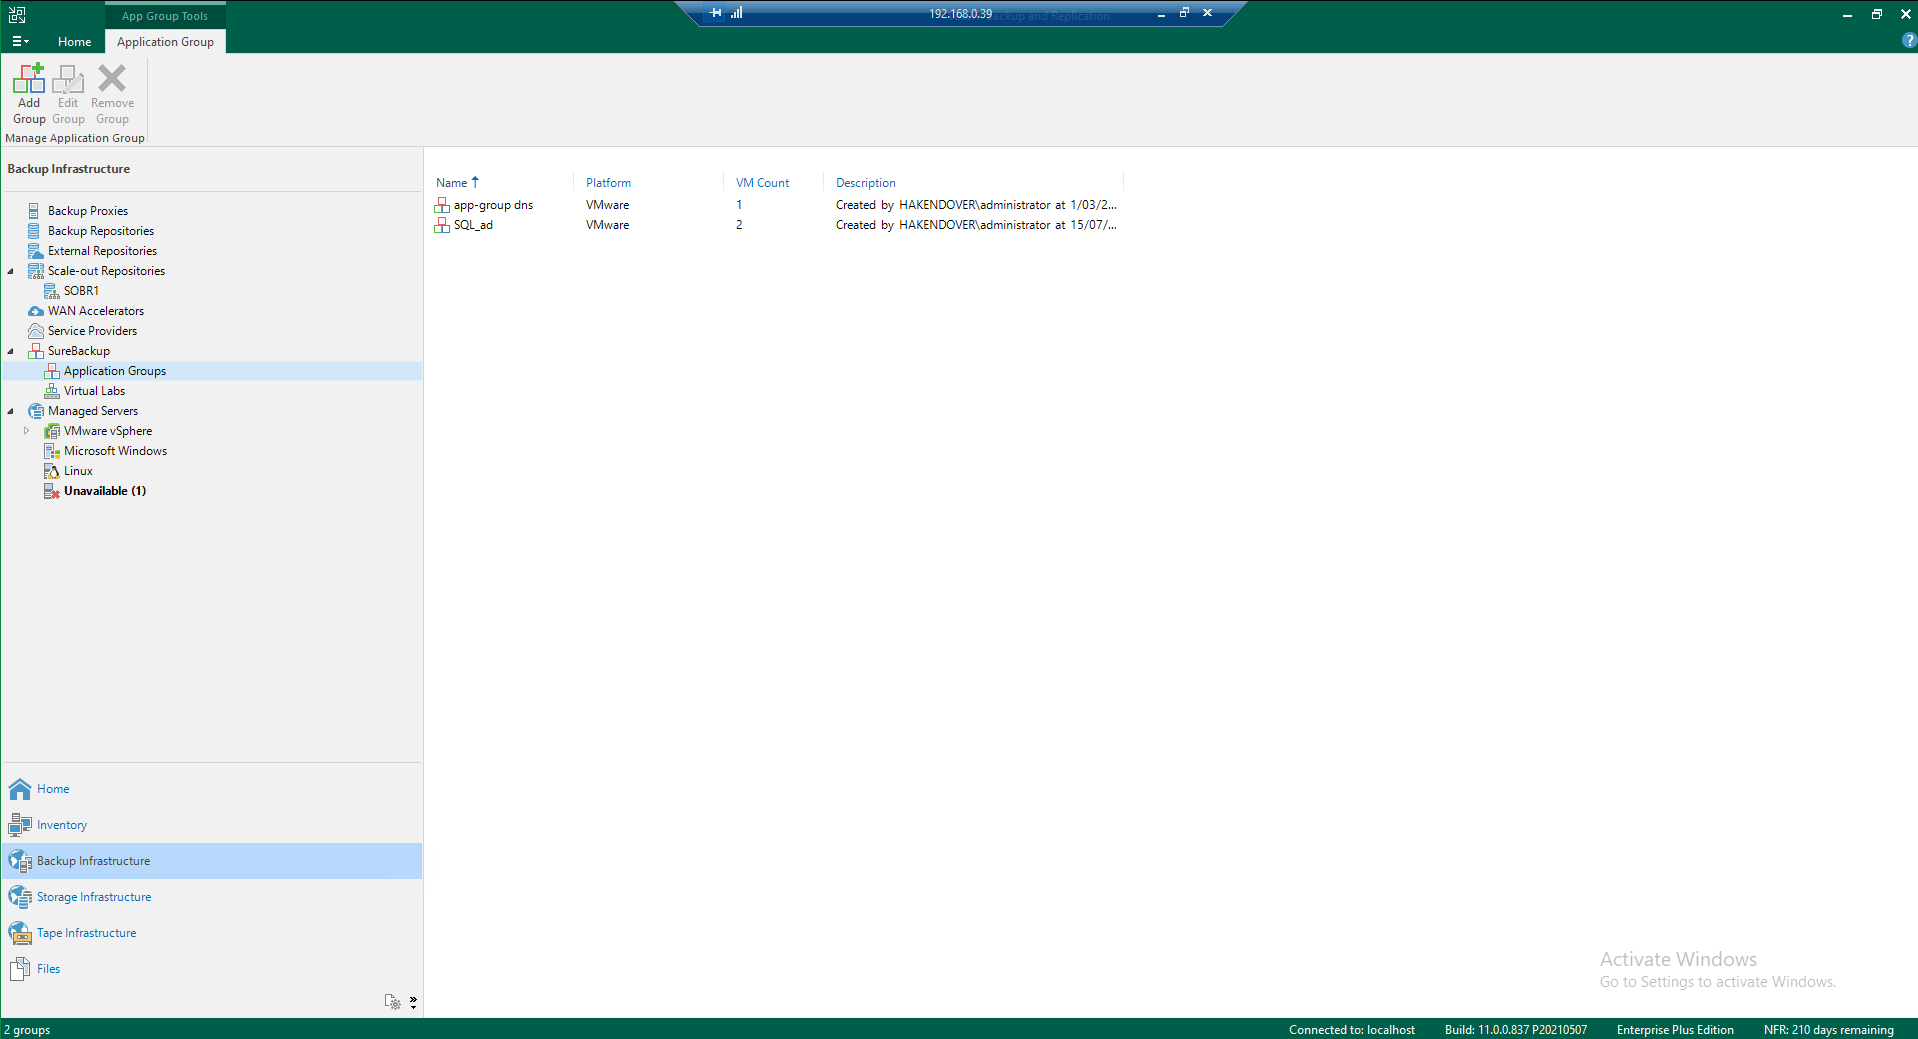 App Group Tools
192.168.0.39 ackup and Replication
Home
Application Group
Add Group
Edit Group
Remove Group
Manage Application Group
Backup Infrastructure
Backup Proxies
Backup Repositories
External Repositories
Scale-out Repositories
SOBR1
WAN Accelerators
Service Providers
SureBackup
Application Groups
Virtual Labs
Managed Servers
VMware vSphere
Microsoft Windows
Linux
Unavailable (1)
Name Platform VM Count Description
app-group dns VMware 1 Created by HAKENDOVER\administrator at 1/03/2...
SQL_ad VMware 2 Created by HAKENDOVER\administrator at 15/07/...
Home
Inventory
Backup Infrastructure
Storage Infrastructure
Tape Infrastructure
Files
Activate Windows
Go to Settings to activate Windows.
2 groups
Connected to: localhost Build: 11.0.0.837 P20210507 Enterprise Plus Edition NFR: 210 days remaining